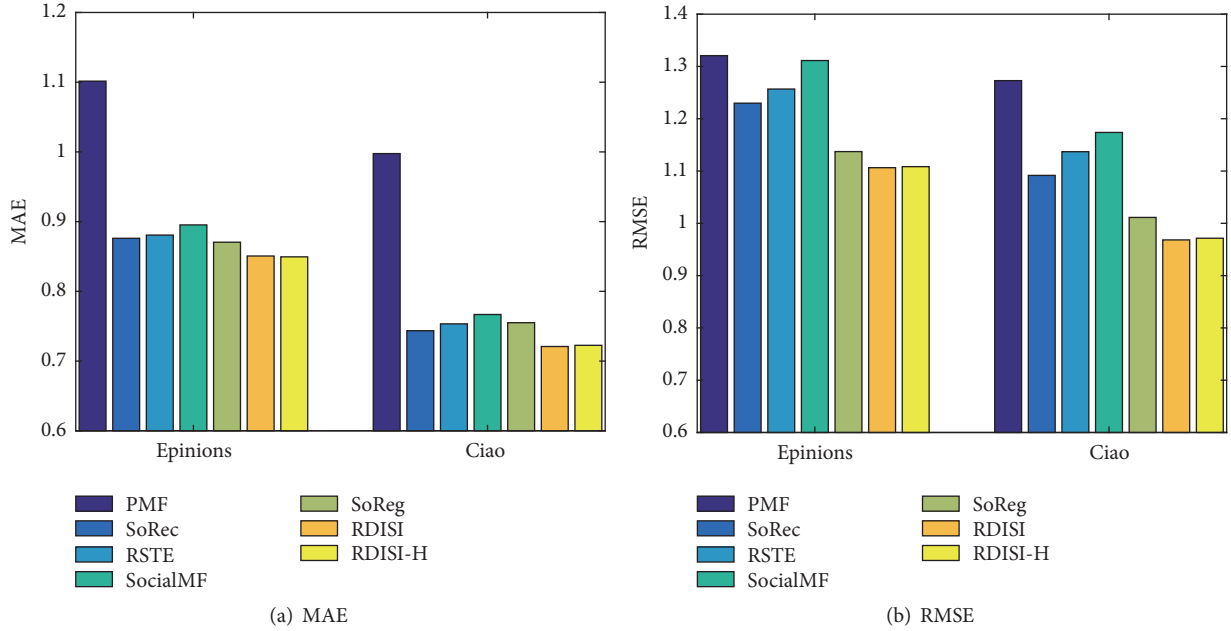 1.2
1.1
1
0.9
0.8
0.7
0.6
MAE
Epinions
Ciao
PMF
SoRec
RSTE
SocialMF
SoReg
RDISI
RDISI-H
(a) MAE
1.4
1.3
1.2
1.1
1
0.9
0.8
0.7
0.6
RMSE
Epinions
Ciao
PMF
SoRec
RSTE
SocialMF
SoReg
RDISI
RDISI-H
(b) RMSE